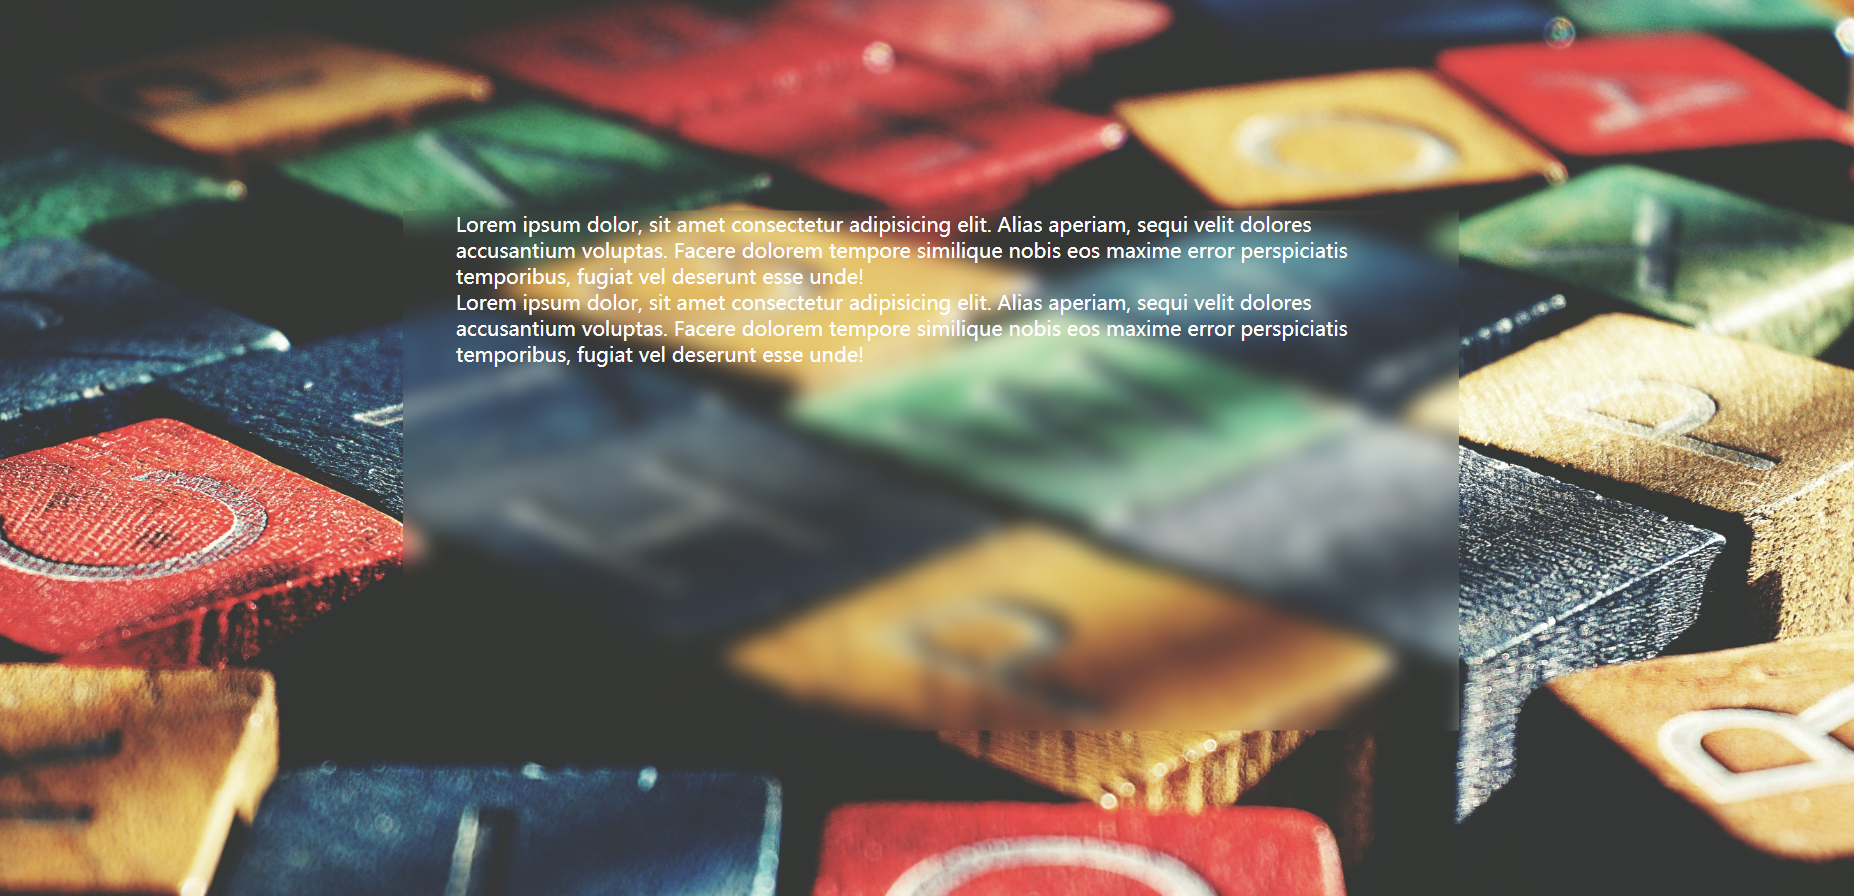 J
O
A
Lorem ipsum dolor, sit amet consectetur adipisicing elit. Alias aperiam, sequi velit dolores
accusantium voluptas. Facere dolorem tempore similique nobis eos maxime error perspiciatis
temporibus, fugiat vel deserunt esse unde!
Lorem ipsum dolor, sit amet consectetur adipisicing elit. Alias aperiam, sequi velit dolores
accusantium voluptas. Facere dolorem tempore similique nobis eos maxime error perspiciatis
temporibus, fugiat vel deserunt esse unde!
W
P
H
R
B